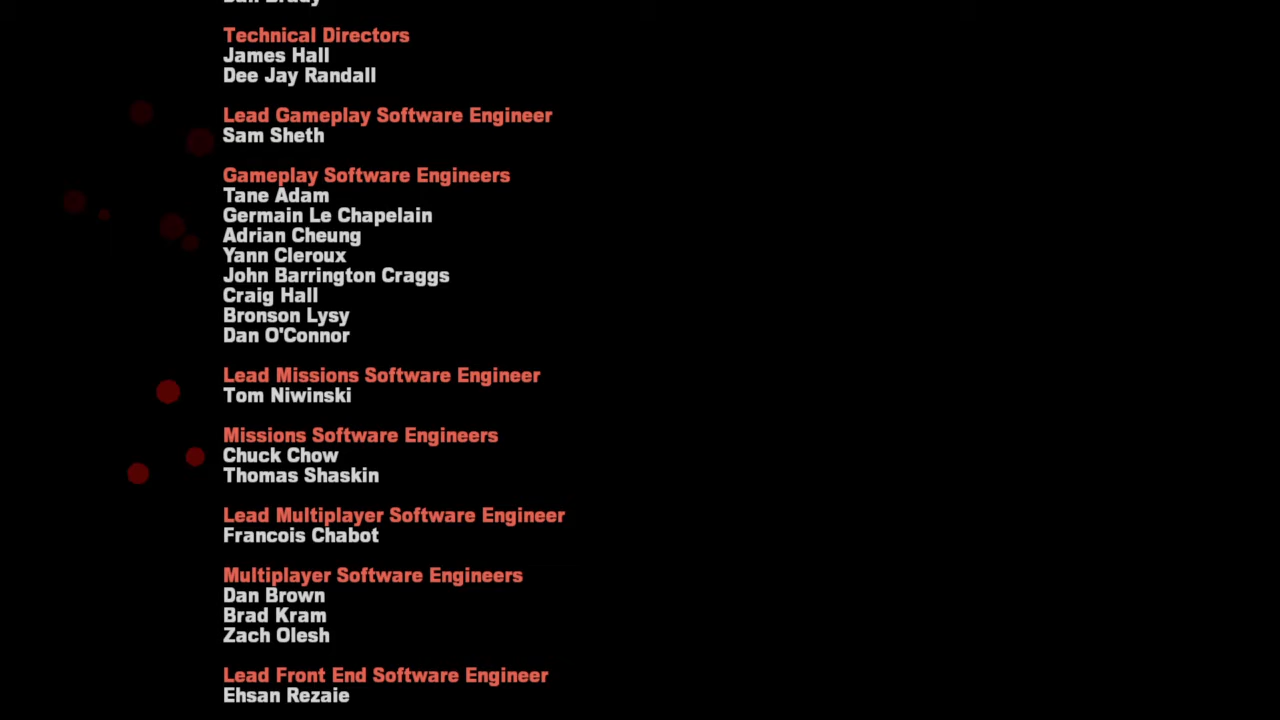 Dan Brady
Technical Directors
James Hall
Dee Jay Randall
Lead Gameplay Software Engineer
Sam Sheth
Gameplay Software Engineers
Tane Adam
Germain Le Chapelain
Adrian Cheung
Yann Cleroux
John Barrington Craggs
Craig Hall
Bronson Lysy
Dan O'Connor
Lead Missions Software Engineer
Tom Niwinski
Missions Software Engineers
Chuck Chow
Thomas Shaskin
Lead Multiplayer Software Engineer
Francois Chabot
Multiplayer Software Engineers
Dan Brown
Brad Kram
Zach Olesh
Lead Front End Software Engineer
Ehsan Rezaie